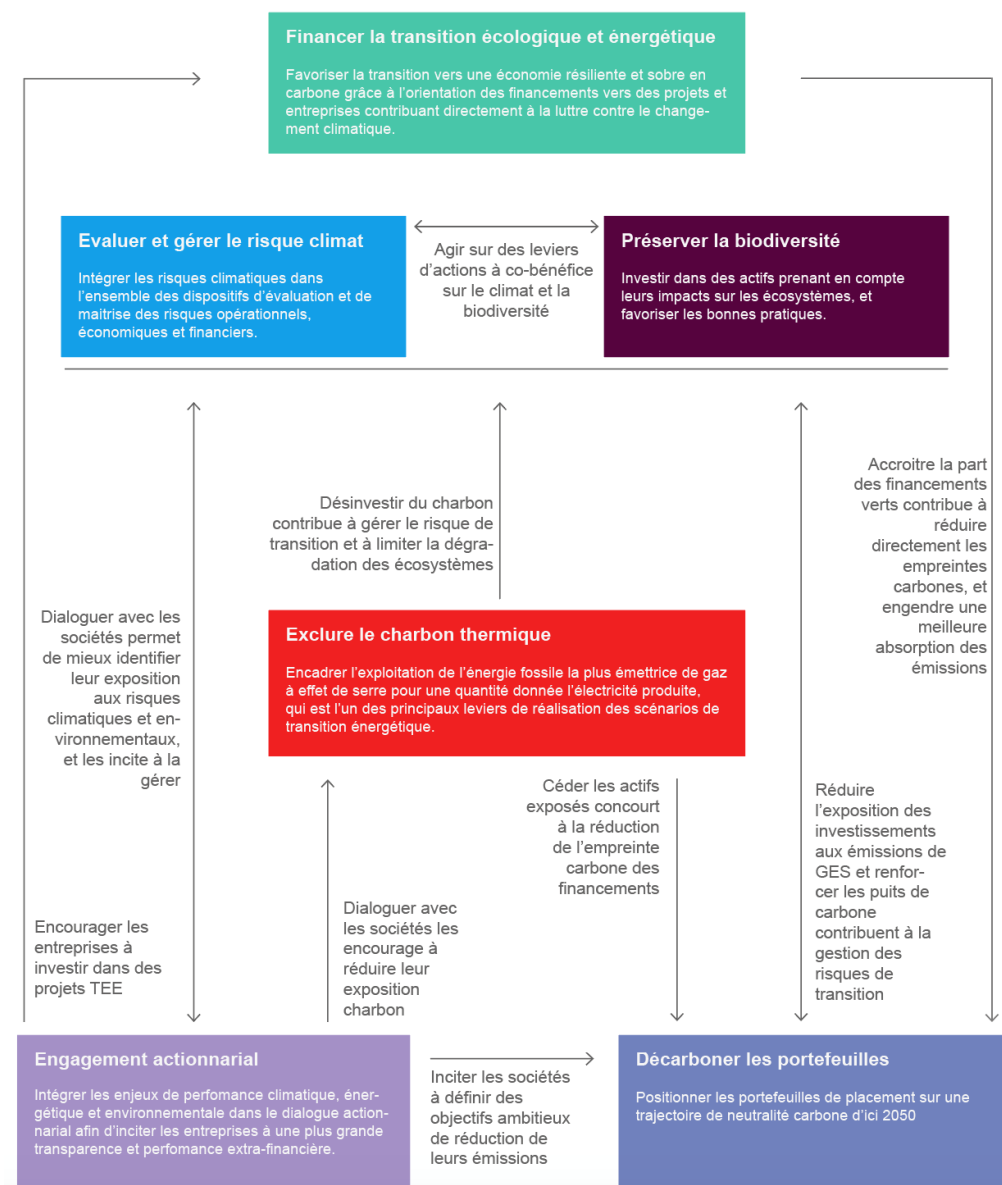 Financer la transition écologique et énergétique
Favoriser la transition vers une économie résiliente et sobre en
carbone grâce à l'orientation des financements vers des projets et
entreprises contribuant directement à la luttre contre le change-
ment climatique.
Evaluer et gérer le risque climat
Intégrer les risques climatiques dans
l'ensemble des dispositifs d'évaluation et de
maitrise des risques opérationnels,
économiques et financiers.
Agir sur des leviers
d'actions à co-bénéfice
sur le climat et la
biodiversité
Préserver la biodiversité
Investir dans des actifs prenant en compte
leurs impacts sur les écosystèmes, et
favoriser les bonnes pratiques.
Accroitre la part
des financements
verts contribue à
réduire
directement les
empreintes
carbones, et
engendre une
meilleure
absorption des
émissions
Désinvestir du charbon
contribue à gérer le risque de
transition et à limiter la dégra-
dation des écosystèmes
Dialoguer avec les
sociétés permet
de mieux identifier
leur exposition
aux risques
climatiques et en-
vironnementaux,
et les incite à la
gérer
Exclure le charbon thermique
Encadrer l'exploitation de l'énergie fossile la plus émettrice de gaz
à effet de serre pour une quantité donnée l'électricité produite,
qui est l'un des principaux leviers de réalisation des scénarios de
transition énergétique.
Céder les actifs
exposés concourt
à la réduction
de l'empreinte
carbone des
financements
Réduire
l'exposition des
investissements
aux émissions de
GES et renfor-
cer les puits de
carbone
contribuent à la
gestion des
risques de
transition
Encourager les
entreprises à
investir dans des
projets TEE
Dialoguer avec
les sociétés les
encourage à
réduire leur
exposition
charbon
Engagement actionnarial
Intégrer les enjeux de perfomance climatique, éner-
gétique et environnementale dans le dialogue action-
narial afin d'inciter les entreprises à une plus grande
transparence et perfomance extra-financière.
Inciter les sociétés
à définir des
objectifs ambitieux
de réduction de
leurs émissions
Décarboner les portefeuilles
Positionner les portefeuilles de placement sur une
trajectoire de neutralité carbone d'ici 2050